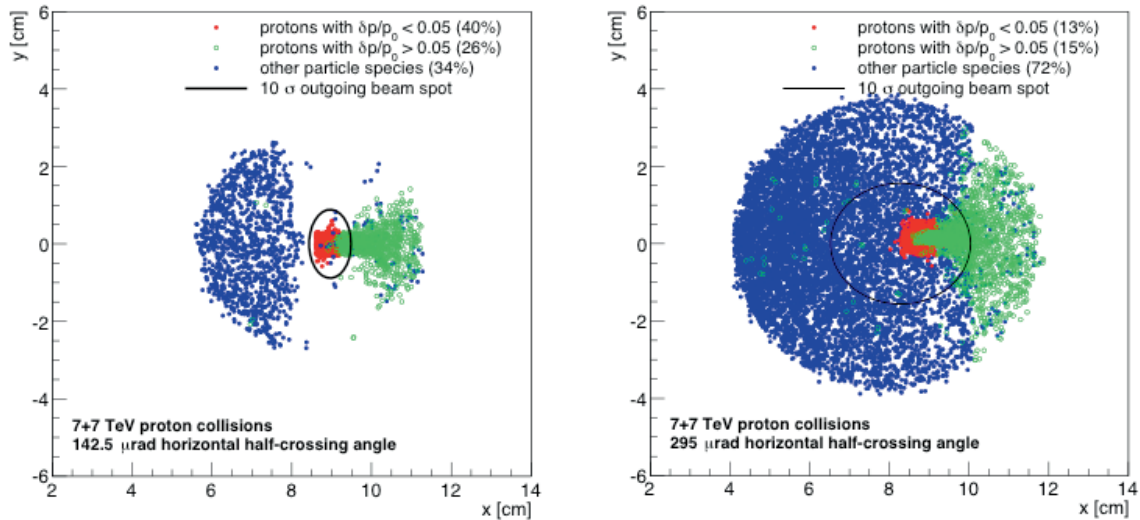 y [cm]
protons with δp/p₀ < 0.05 (40%)
protons with δp/p₀ > 0.05 (26%)
other particle species (34%)
10 σ outgoing beam spot
6
4
2
0
-2
-4
-6
7+7 TeV proton collisions
142.5 μrad horizontal half-crossing angle
2 4 6 8 10 12 14
x [cm]
y [cm]
protons with δp/p₀ < 0.05 (13%)
protons with δp/p₀ > 0.05 (15%)
other particle species (72%)
10 σ outgoing beam spot
6
4
2
0
-2
-4
-6
7+7 TeV proton collisions
295 μrad horizontal half-crossing angle
2 4 6 8 10 12 14
x [cm]